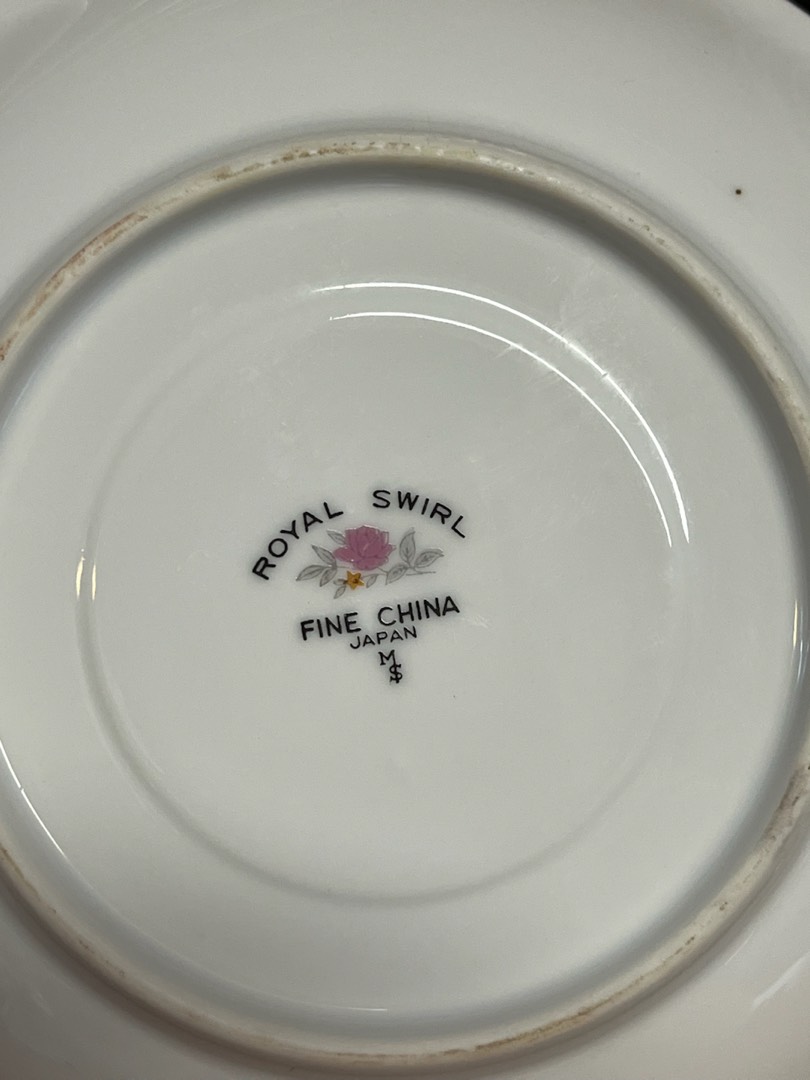 ROYAL SWIRL
FINE CHINA
JAPAN
M
S